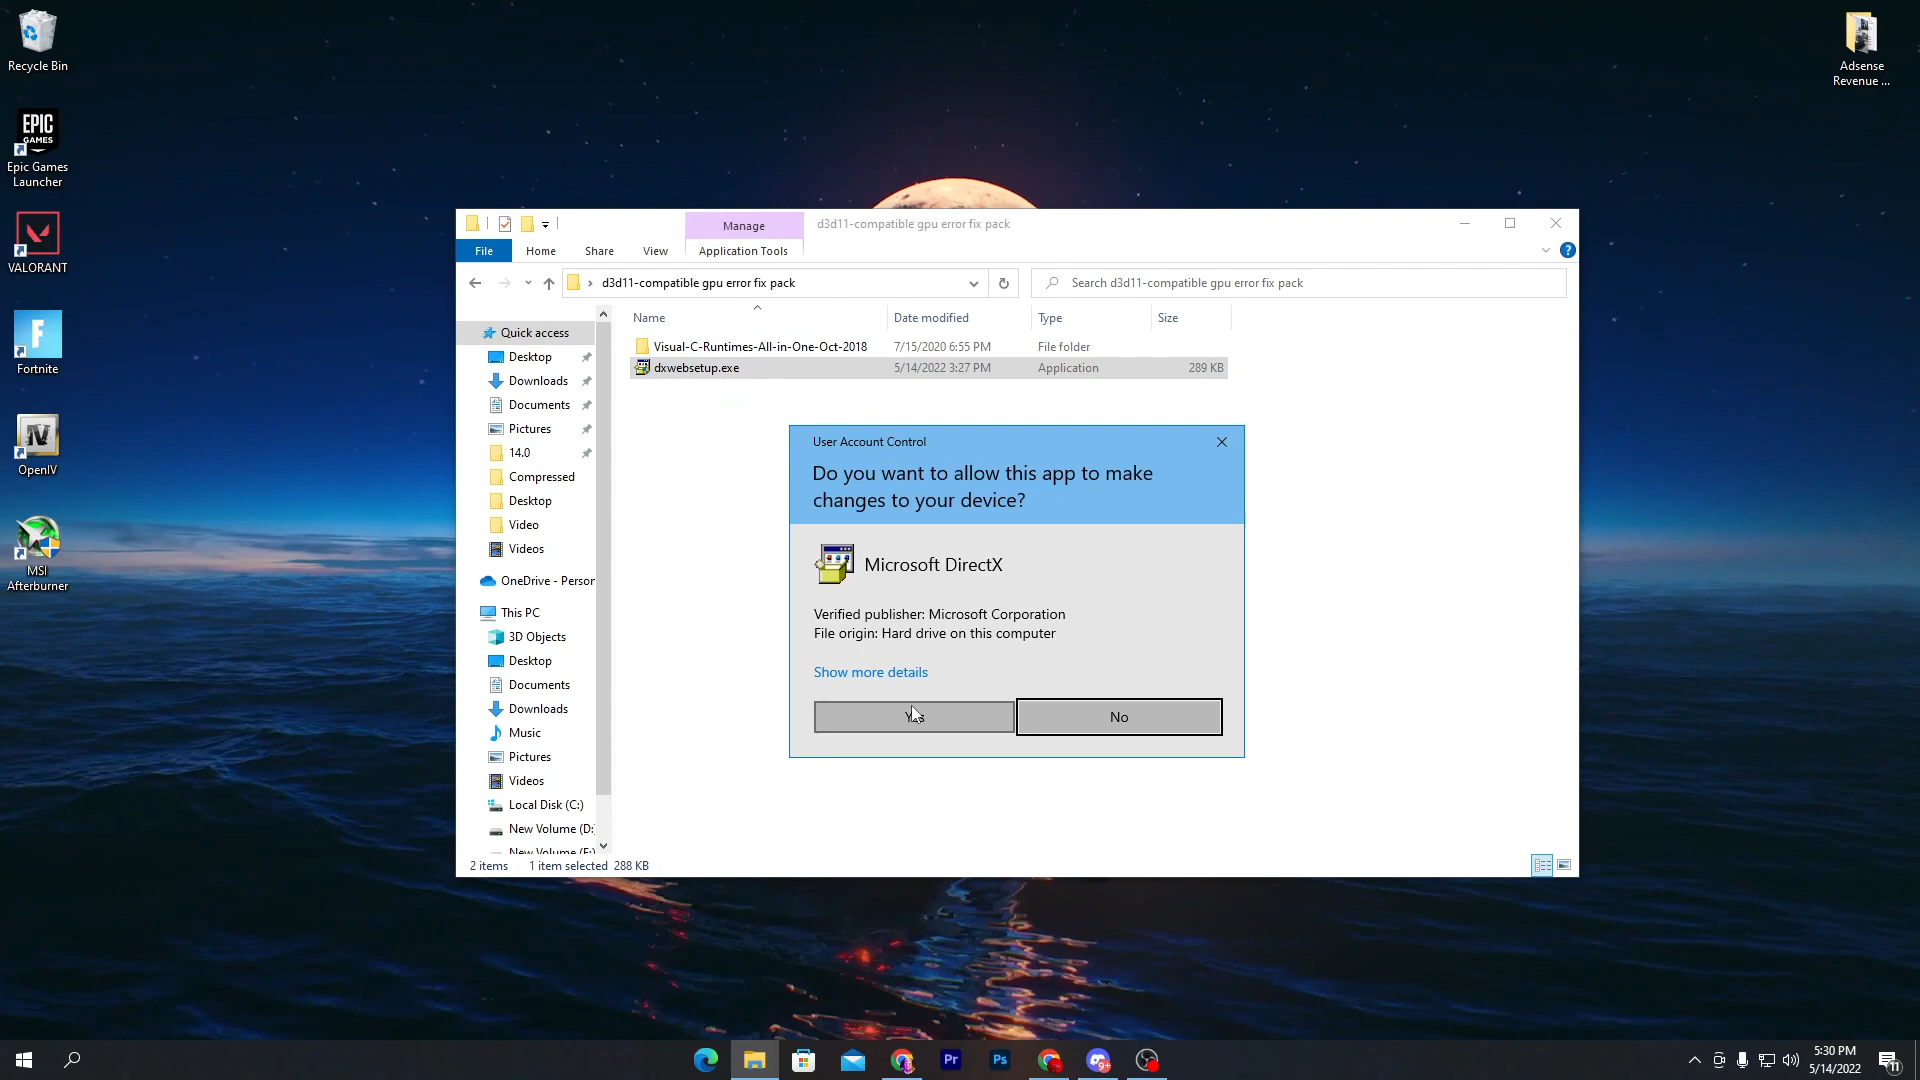 Recycle Bin
EPIC
GAMES
Epic Games
Launcher
VALORANT
Fortnite
OpenIV
MSI
Afterburner
Adsense
Revenue ...
Manage
d3d11-compatible gpu error fix pack
File
Home
Share
View
Application Tools
d3d11-compatible gpu error fix pack
Search d3d11-compatible gpu error fix pack
Name
Date modified
Type
Size
Visual-C-Runtimes-All-in-One-Oct-2018
7/15/2020 6:55 PM
File folder
dxwebsetup.exe
5/14/2022 3:27 PM
Application
289 KB
Quick access
Desktop
Downloads
Documents
Pictures
14.0
Compressed
Desktop
Video
Videos
OneDrive - Person
This PC
3D Objects
Desktop
Documents
Downloads
Music
Pictures
Videos
Local Disk (C:)
New Volume (D:
New Volume (E:)
2 items
1 item selected 288 KB
User Account Control
Do you want to allow this app to make
changes to your device?
Microsoft DirectX
Verified publisher: Microsoft Corporation
File origin: Hard drive on this computer
Show more details
Yes
No
Pr
Ps
9+
5:30 PM
5/14/2022
11